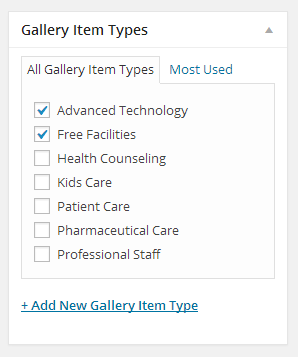 Gallery Item Types
All Gallery Item Types Most Used
Advanced Technology
Free Facilities
Health Counseling
Kids Care
Patient Care
Pharmaceutical Care
Professional Staff
+ Add New Gallery Item Type